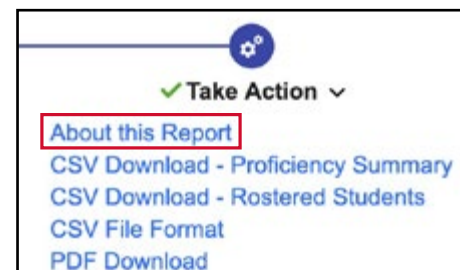 Take Action
About this Report
CSV Download - Proficiency Summary
CSV Download - Rostered Students
CSV File Format
PDF Download